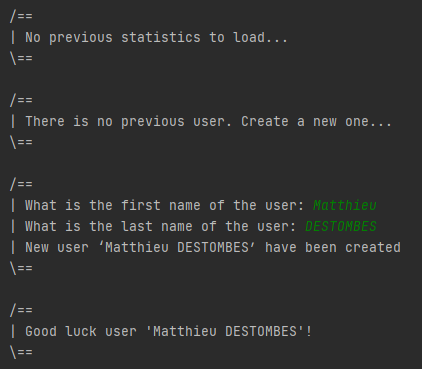 /==
| No previous statistics to load...
\==
/==
| There is no previous user. Create a new one...
\==
/==
| What is the first name of the user: Matthieu
| What is the last name of the user: DESTOMBES
| New user ‘Matthieu DESTOMBES’ have been created
\==
/==
| Good luck user 'Matthieu DESTOMBES'!
\==